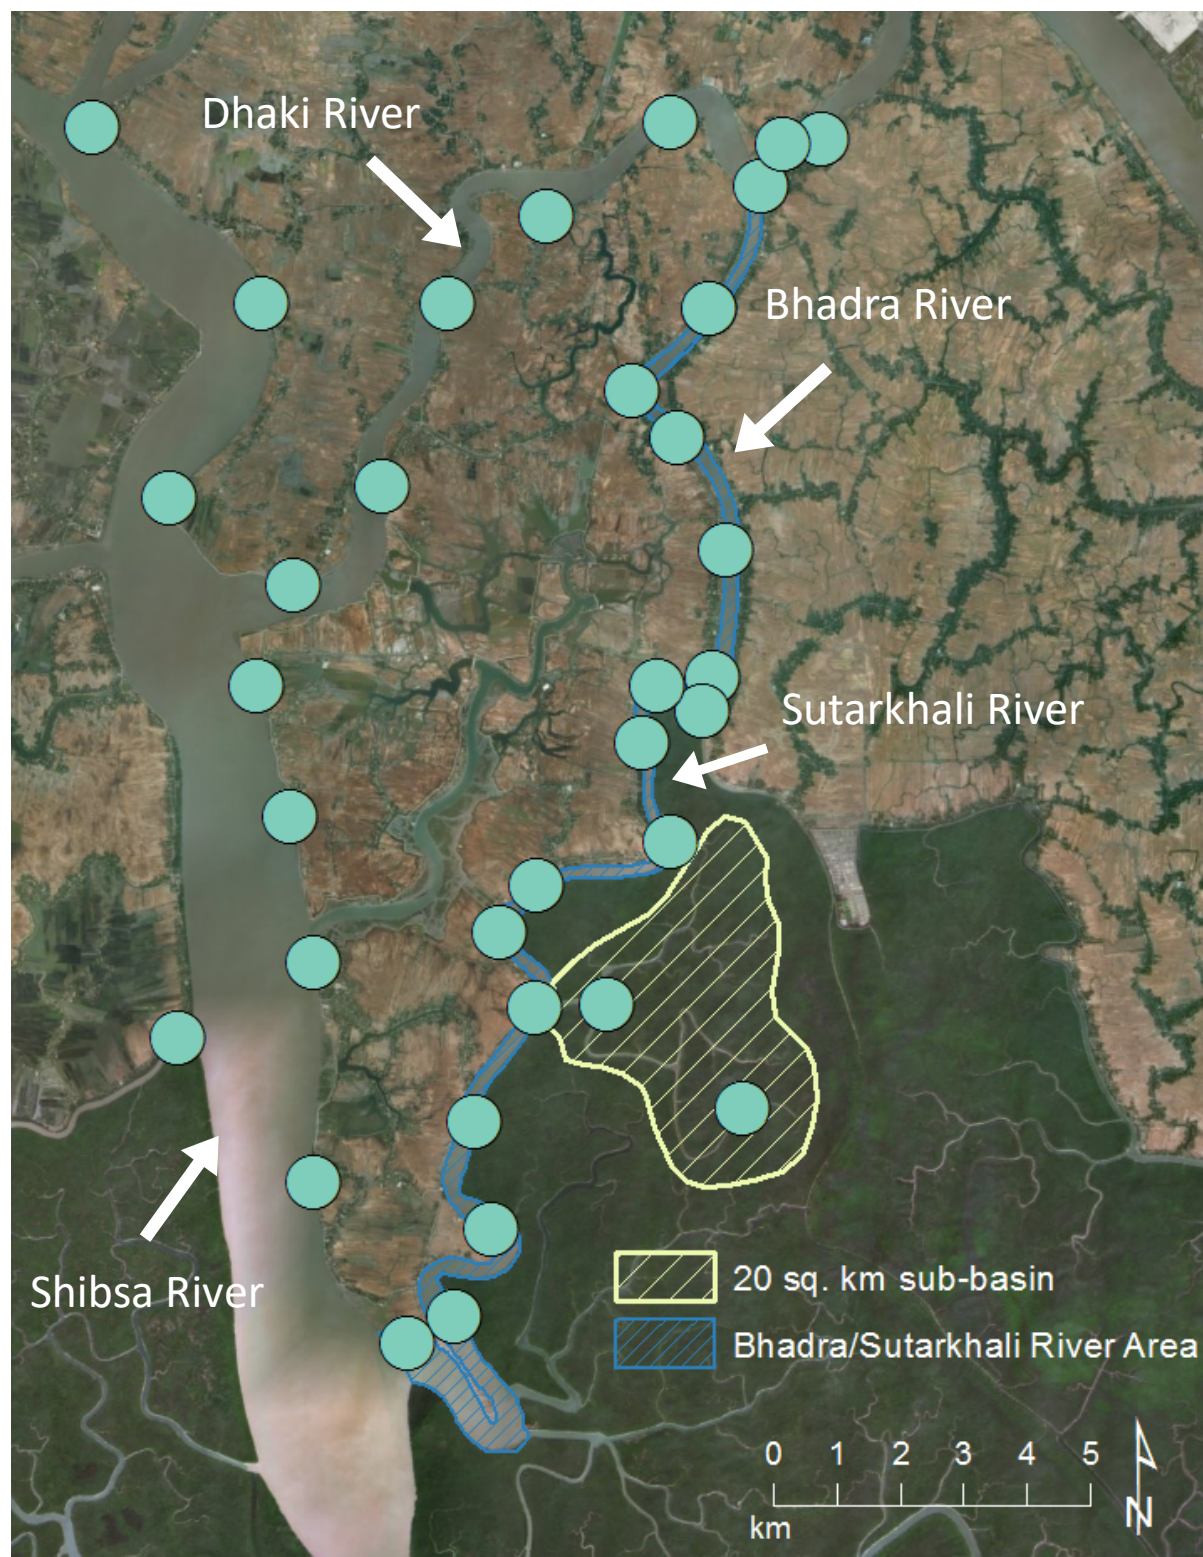 Dhaki River
Bhadra River
Sutarkhali River
Shibsa River
20 sq. km sub-basin
Bhadra/Sutarkhali River Area
0 1 2 3 4 5
km
N